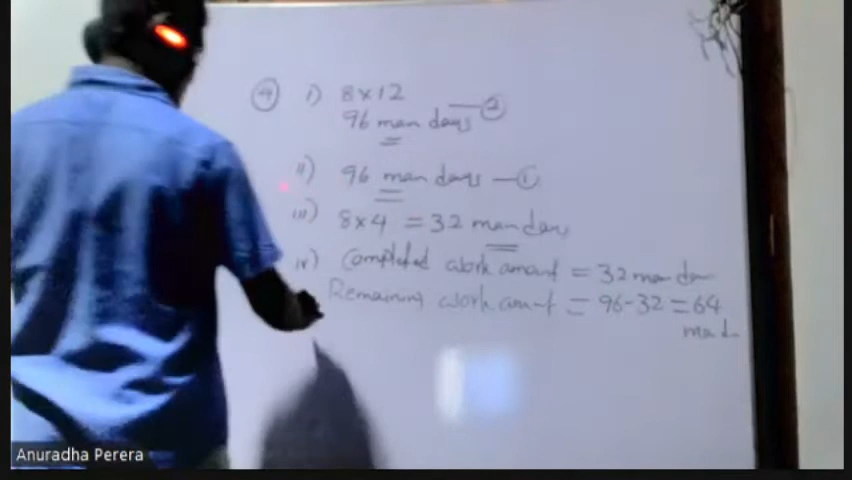 ④ i) 8×12
96 man days — ②
ii) 96 man days — ①
iii) 8×4 = 32 man days
iv) Completed work amount = 32 man da
Remaining work amount = 96-32 = 64
man d
Anuradha Perera